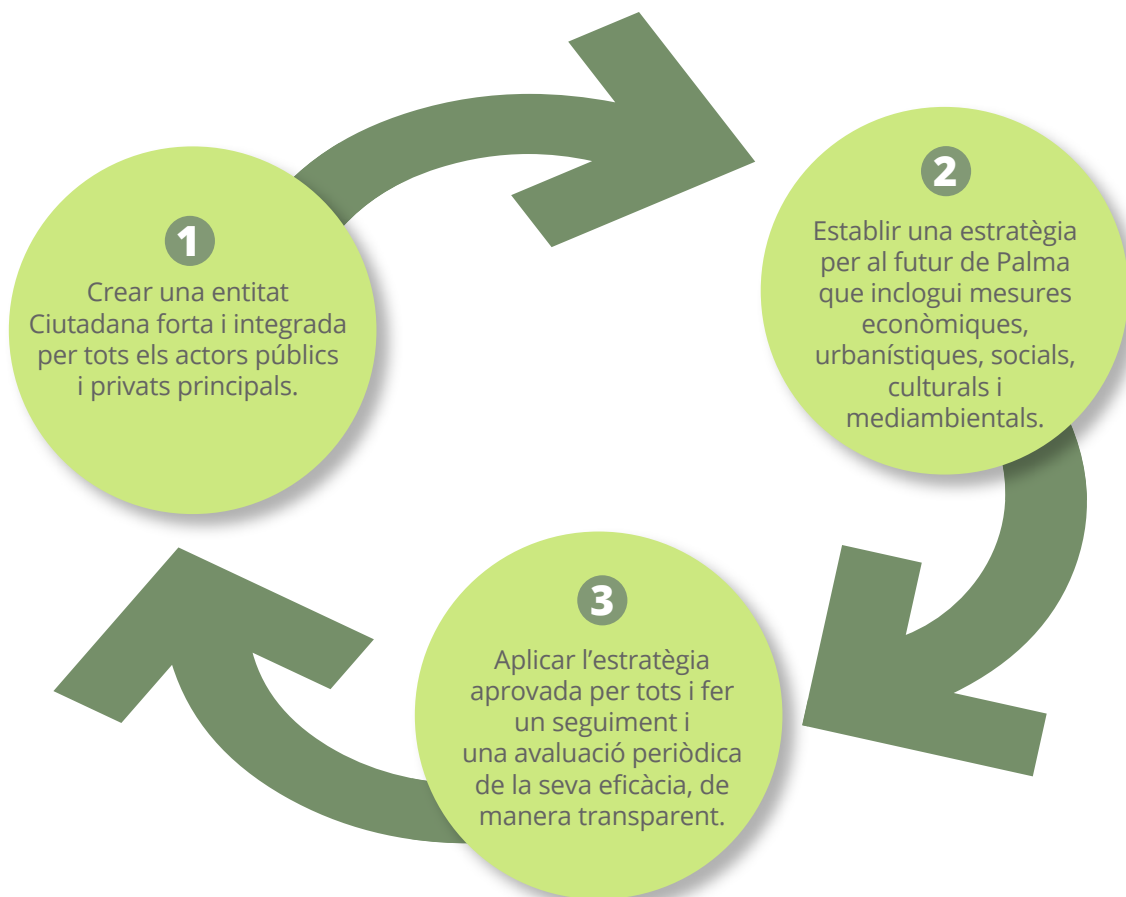 1
Crear una entitat
Ciutadana forta i integrada
per tots els actors públics
i privats principals.
2
Establir una estratègia
per al futur de Palma
que inclogui mesures
econòmiques,
urbanístiques, socials,
culturals i
mediambientals.
3
Aplicar l’estratègia
aprovada per tots i fer
un seguiment i
una avaluació periòdica
de la seva eficàcia, de
manera transparent.